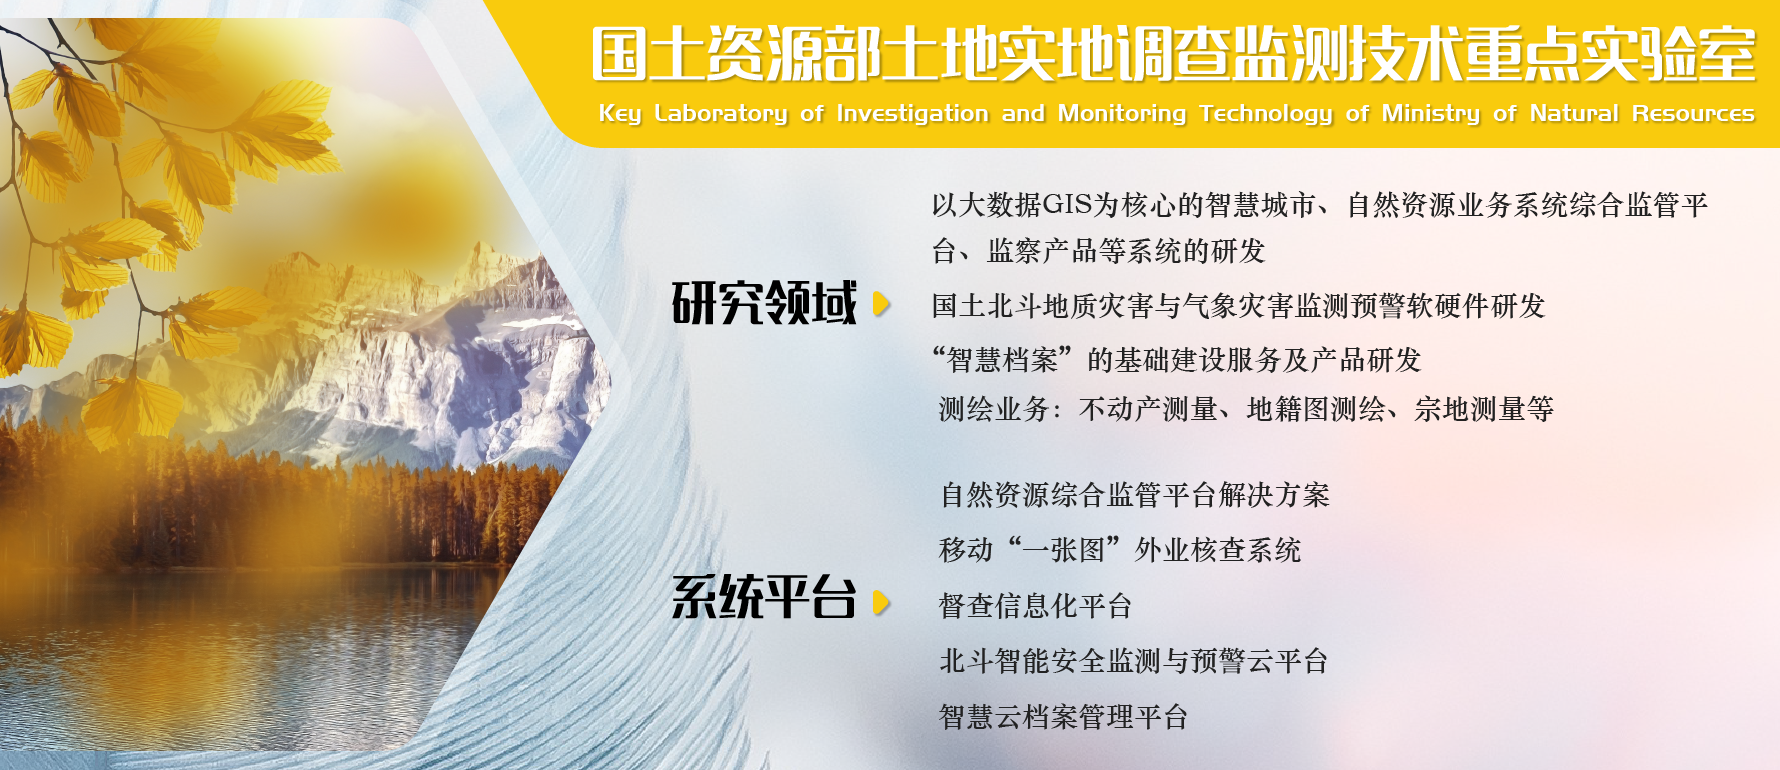 国土资源部土地实地调查监测技术重点实验室
Key Laboratory of Investigation and Monitoring Technology of Ministry of Natural Resources
研究领域
以大数据GIS为核心的智慧城市、自然资源业务系统综合监管平
台、监察产品等系统的研发
国土北斗地质灾害与气象灾害监测预警软硬件研发
“智慧档案”的基础建设服务及产品研发
测绘业务：不动产测量、地籍图测绘、宗地测量等
系统平台
自然资源综合监管平台解决方案
移动“一张图”外业核查系统
督查信息化平台
北斗智能安全监测与预警云平台
智慧云档案管理平台